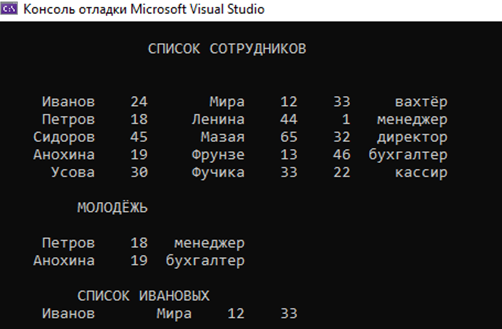 C:\ Консоль отладки Microsoft Visual Studio
СПИСОК СОТРУДНИКОВ
Иванов 24 Мира 12 33 вахтёр
Петров 18 Ленина 44 1 менеджер
Сидоров 45 Мазая 65 32 директор
Анохина 19 Фрунзе 13 46 бухгалтер
Усова 30 Фучика 33 22 кассир
МОЛОДЁЖЬ
Петров 18 менеджер
Анохина 19 бухгалтер
СПИСОК ИВАНОВЫХ
Иванов Мира 12 33